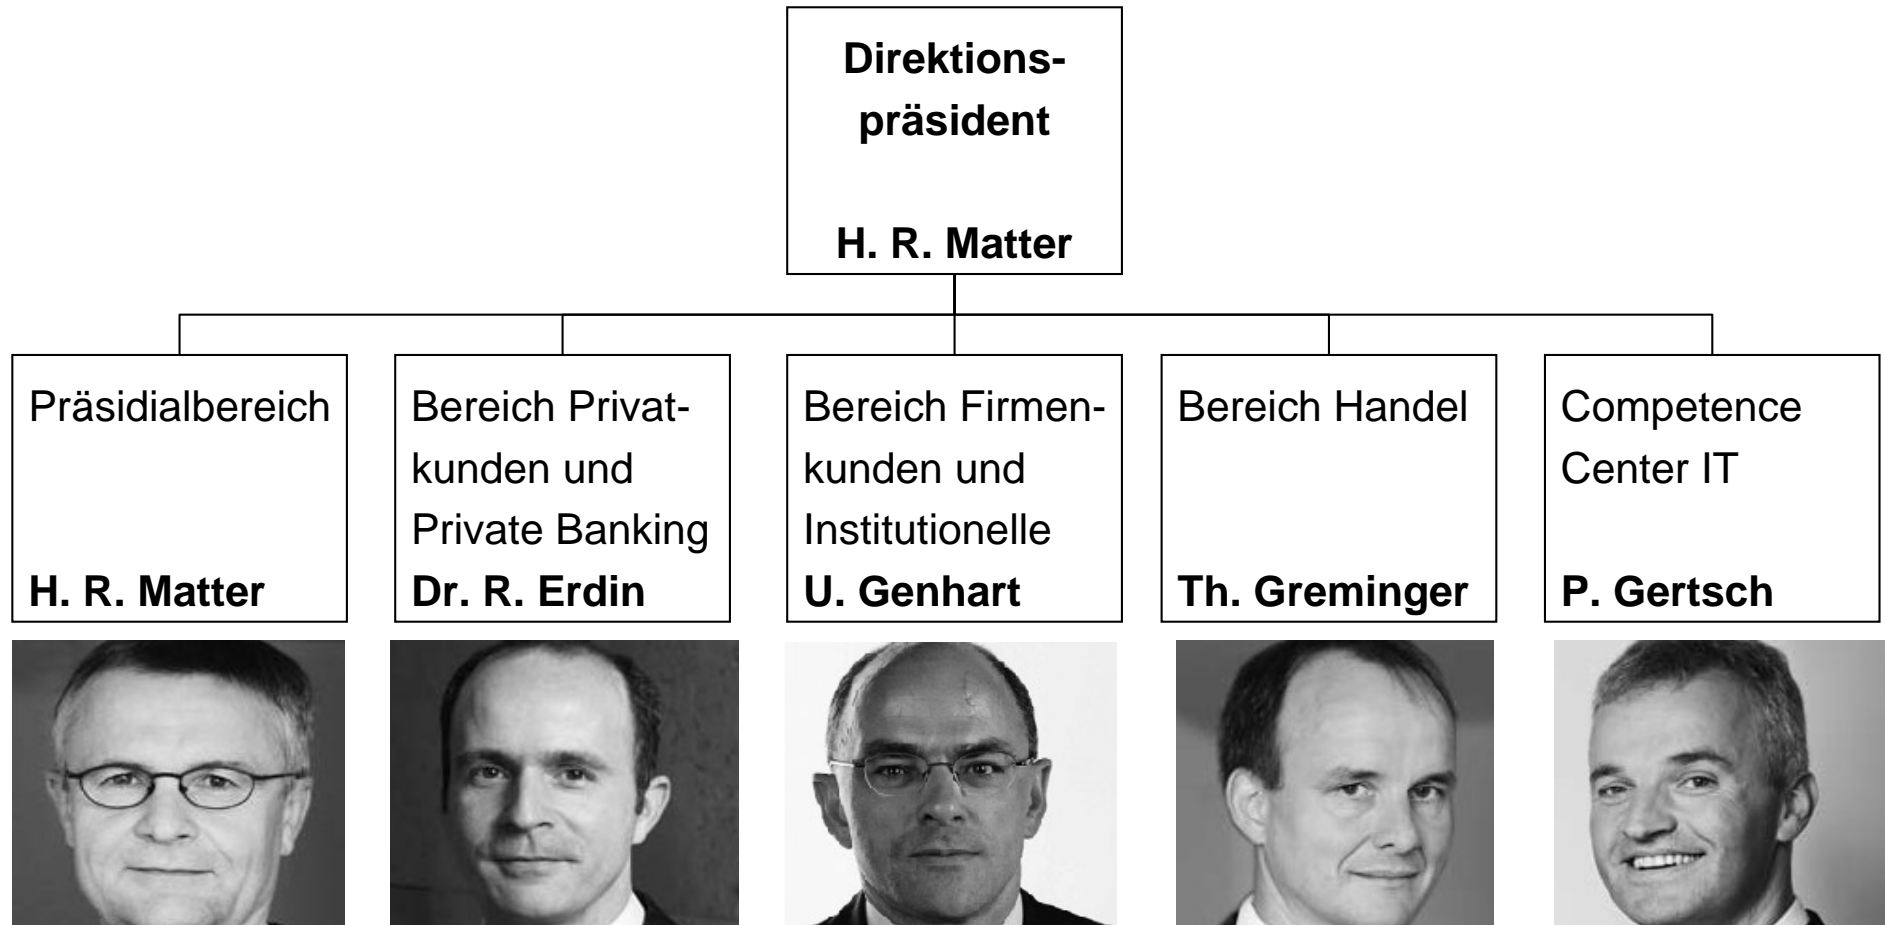 Direktions-
präsident
H. R. Matter
Präsidialbereich
H. R. Matter
Bereich Privat-
kunden und
Private Banking
Dr. R. Erdin
Bereich Firmen-
kunden und
Institutionelle
U. Genhart
Bereich Handel
Th. Greminger
Competence
Center IT
P. Gertsch